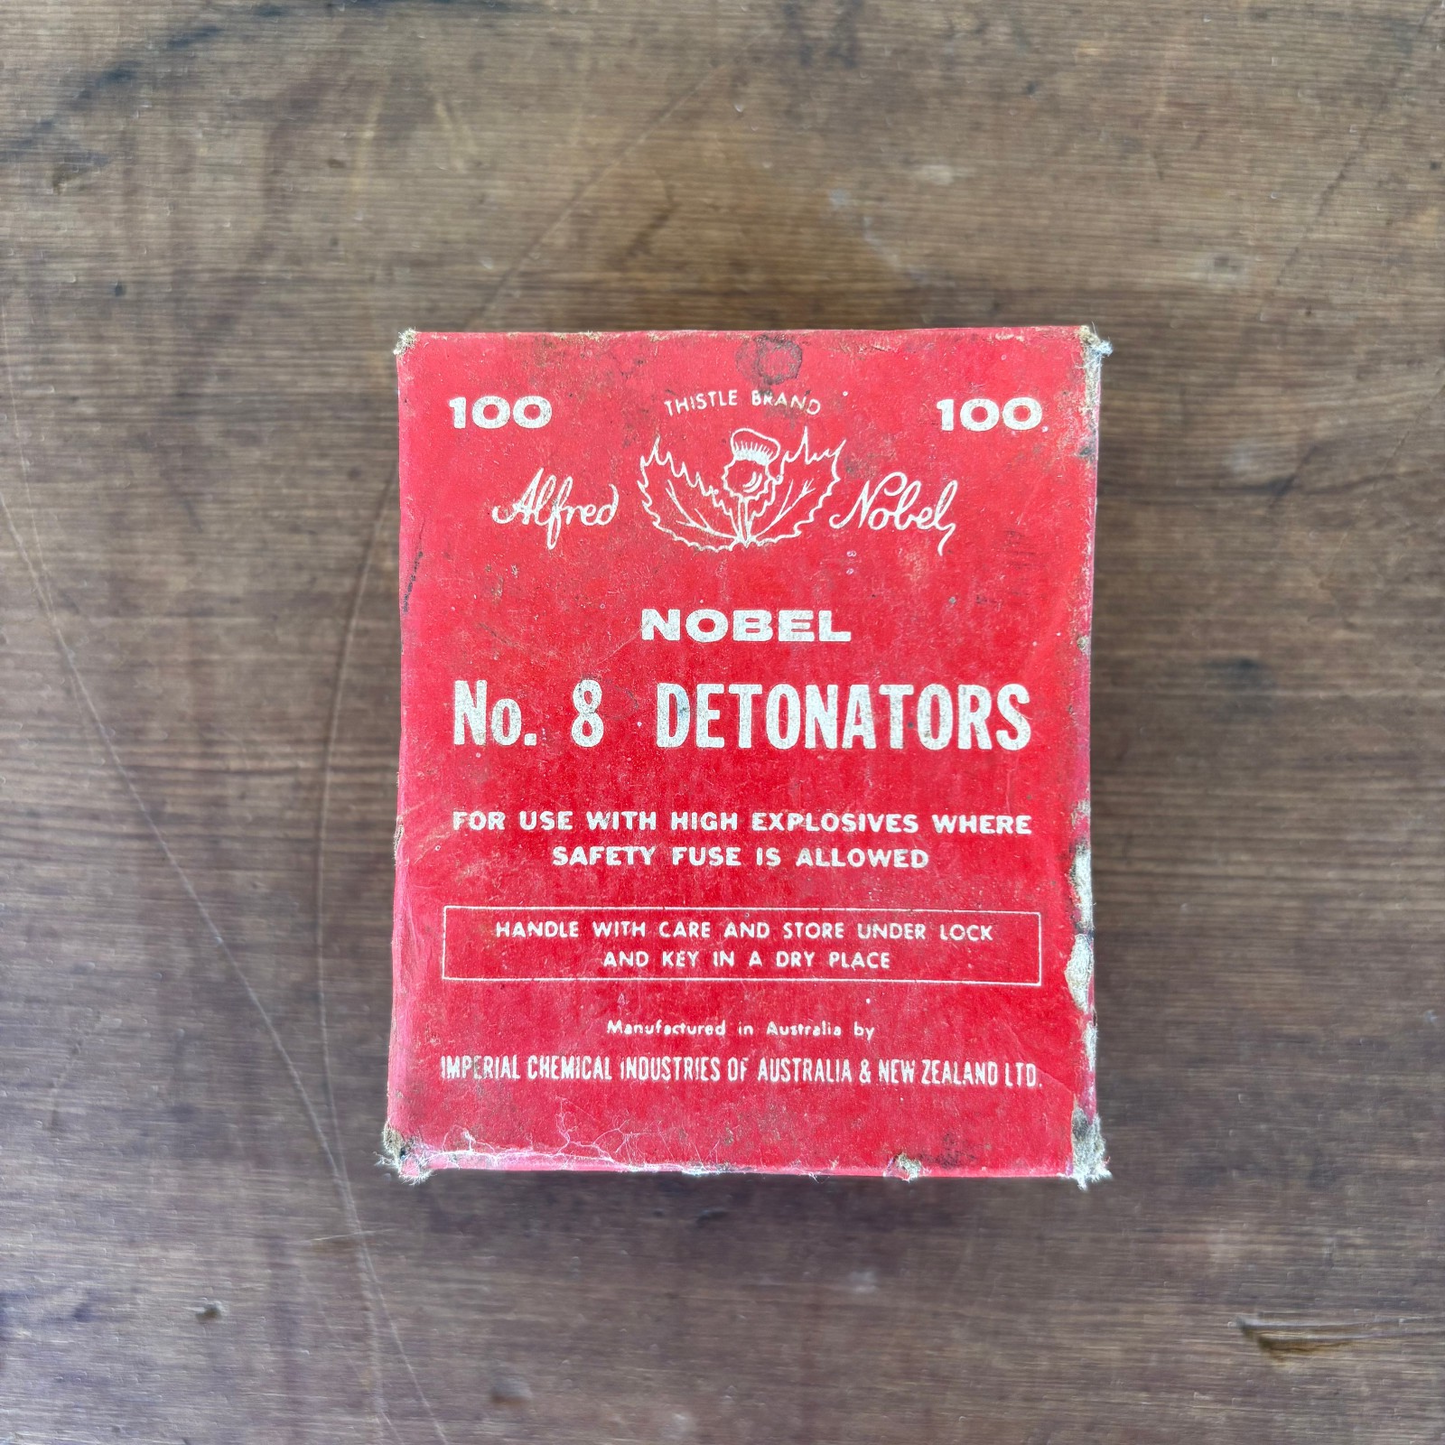 100 THISTLE BRAND 100
Alfred Nobel
NOBEL
No. 8 DETONATORS
FOR USE WITH HIGH EXPLOSIVES WHERE
SAFETY FUSE IS ALLOWED
HANDLE WITH CARE AND STORE UNDER LOCK
AND KEY IN A DRY PLACE
Manufactured in Australia by
IMPERIAL CHEMICAL INDUSTRIES OF AUSTRALIA & NEW ZEALAND LTD.